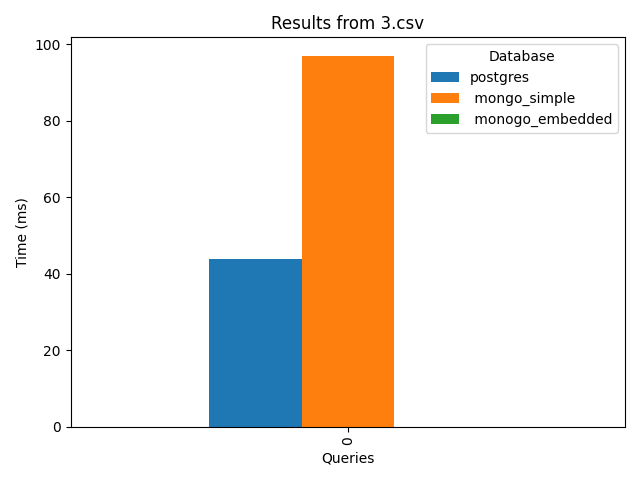 Results from 3.csv
Database
postgres
mongo_simple
monogo_embedded
Time (ms)
100
80
60
40
20
0
0
Queries